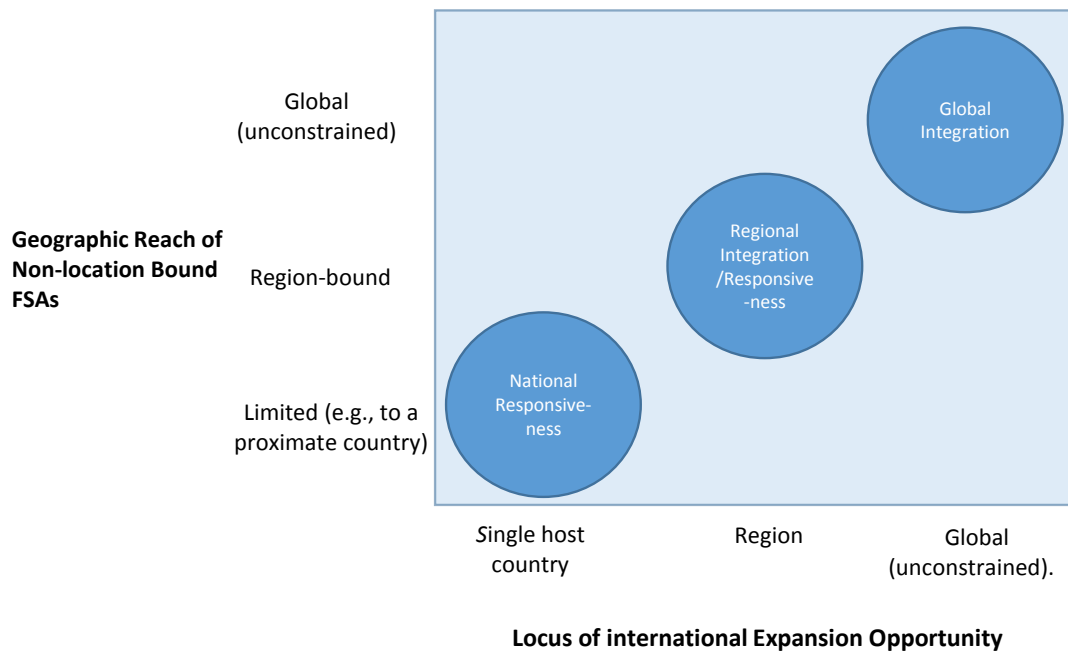 Global
(unconstrained)
Global
Integration
Geographic Reach of
Non-location Bound
FSAs
Region-bound
Regional
Integration
/Responsive
-ness
Limited (e.g., to a
proximate country)
National
Responsive-
ness
Single host
country
Region
Global
(unconstrained).
Locus of international Expansion Opportunity